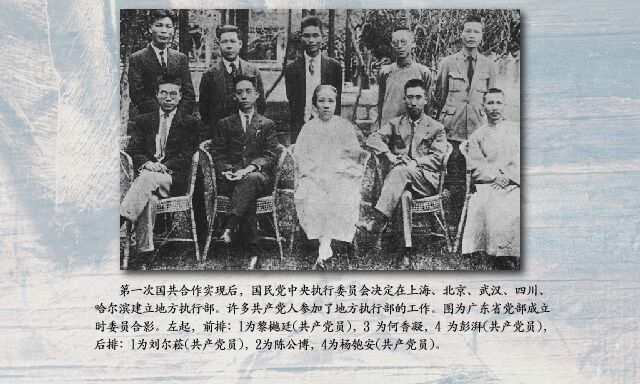 第一次国共合作实现后，国民党中央执行委员会决定在上海、北京、武汉、四川、
哈尔滨建立地方执行部。许多共产党人参加了地方执行部的工作。图为广东省党部成立
时委员合影。左起，前排：1为黎樾廷(共产党员)，3 为何香凝，4 为彭湃(共产党员)，
后排：1为刘尔菘(共产党员)，2为陈公博，4为杨匏安(共产党员)。